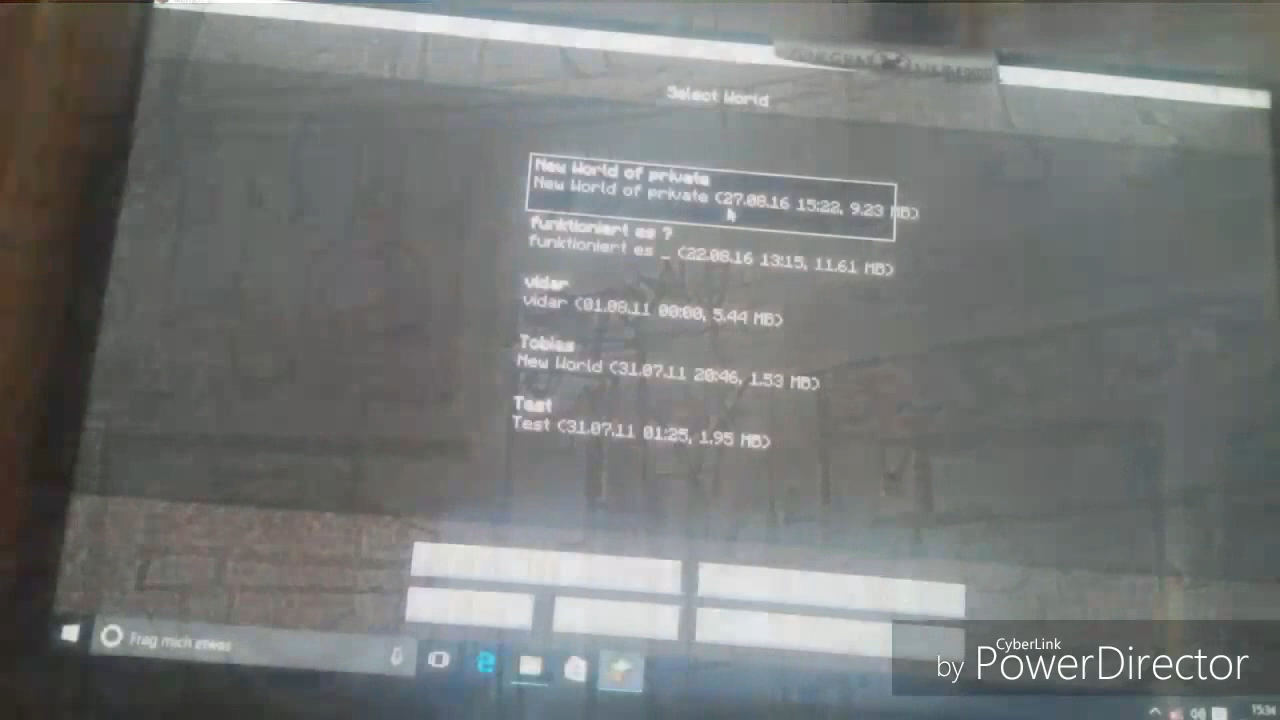 Select World
New World of private
New World of private (27.08.16 15:22, 9.23 MB)
funktioniert es ?
funktioniert es _ (22.08.16 13:15, 11.61 MB)
vidar
vidar (01.08.11 00:00, 5.44 MB)
Tobias
New World (31.07.11 20:46, 1.53 MB)
Test
Test (31.07.11 01:25, 1.95 MB)
Frag mich etwas
CyberLink
by PowerDirector
15:34